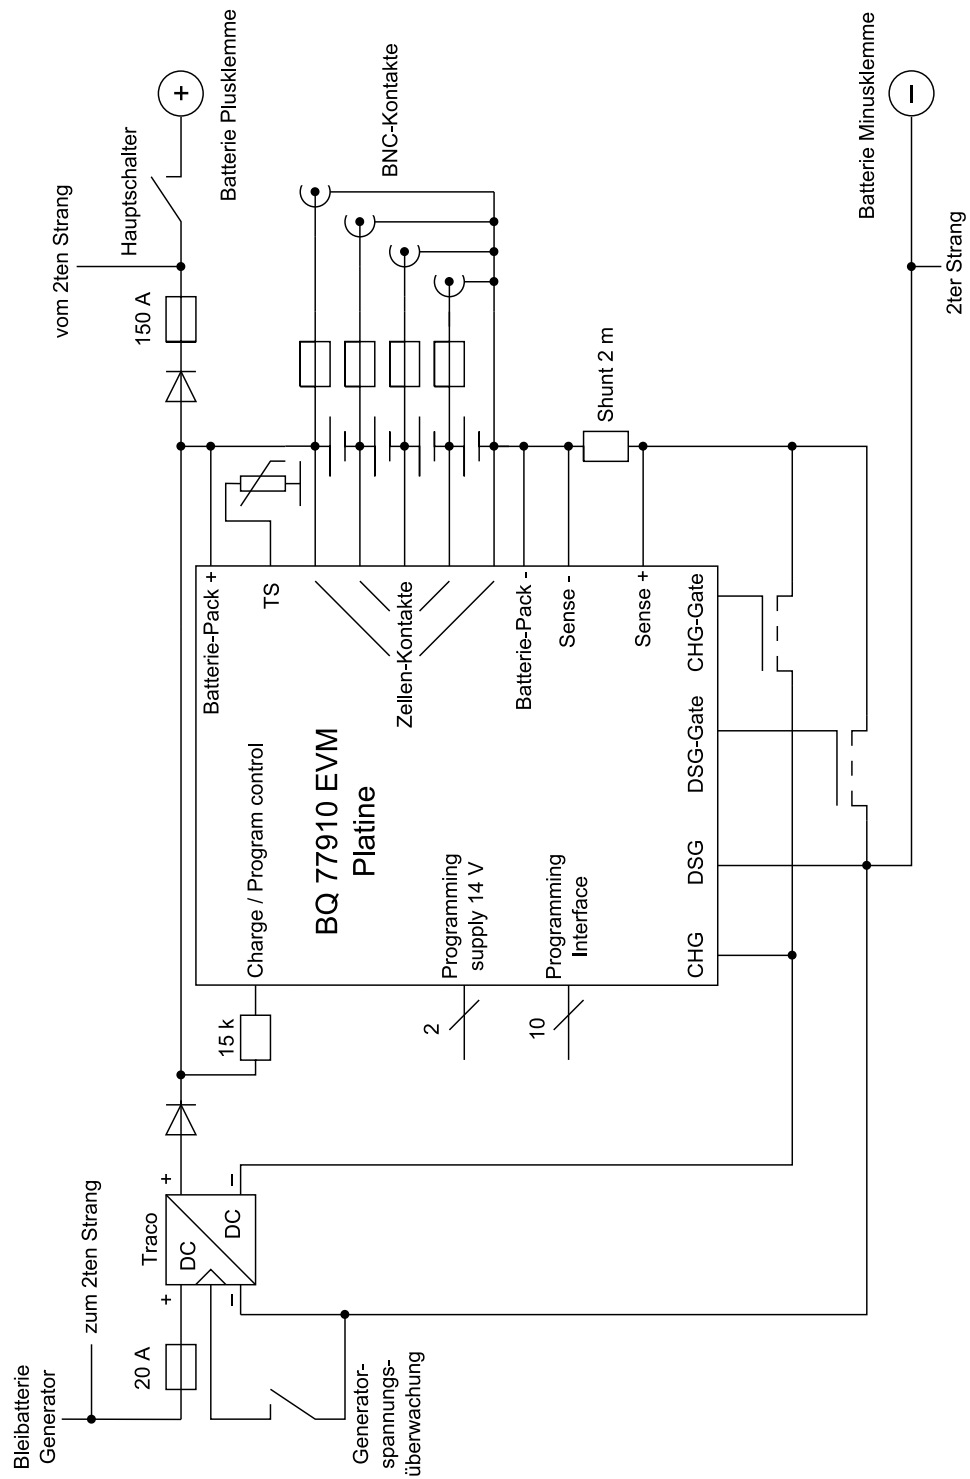 Bleibatterie
Generator
zum 2ten Strang
20 A
+
–
Traco
DC
DC
+
–
Generator-
spannungs-
überwachung
15 k
Charge / Program control
BQ 77910 EVM
Platine
2
Programming
supply 14 V
10
Programming
Interface
CHG
DSG
DSG-Gate
CHG-Gate
Batterie-Pack +
TS
Zellen-Kontakte
Batterie-Pack -
Sense -
Sense +
Shunt 2 m
BNC-Kontakte
150 A
vom 2ten Strang
Hauptschalter
+
Batterie Plusklemme
Batterie Minusklemme
–
2ter Strang